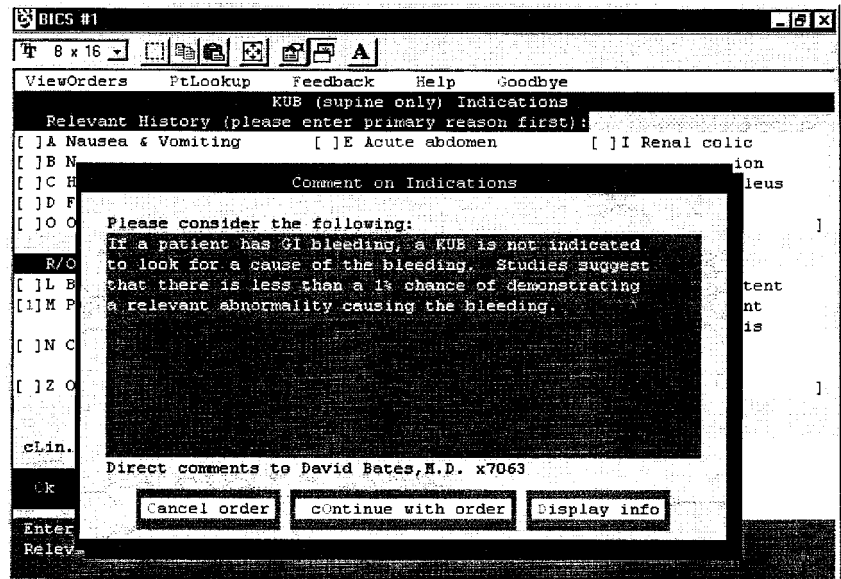 BICS #1
8 x 16
A
ViewOrders PtLookup Feedback Help Goodbye
KUB (supine only) Indications
Relevant History (please enter primary reason first):
[ ]A Nausea & Vomiting [ ]E Acute abdomen [ ]I Renal colic
[ ]B N ion
[ ]C H leus
[ ]D F
[ ]O O ]
Comment on Indications
Please consider the following:
If a patient has GI bleeding, a KUB is not indicated
to look for a cause of the bleeding. Studies suggest
that there is less than a 1% chance of demonstrating
a relevant abnormality causing the bleeding.
R/O
[ ]L B tent
[1]M P nt
is
[ ]N C
[ ]Z O ]
cLin.
Direct comments to David Bates,M.D. x7063
Ok
Cancel order cOntinue with order Display info
Enter
Relev